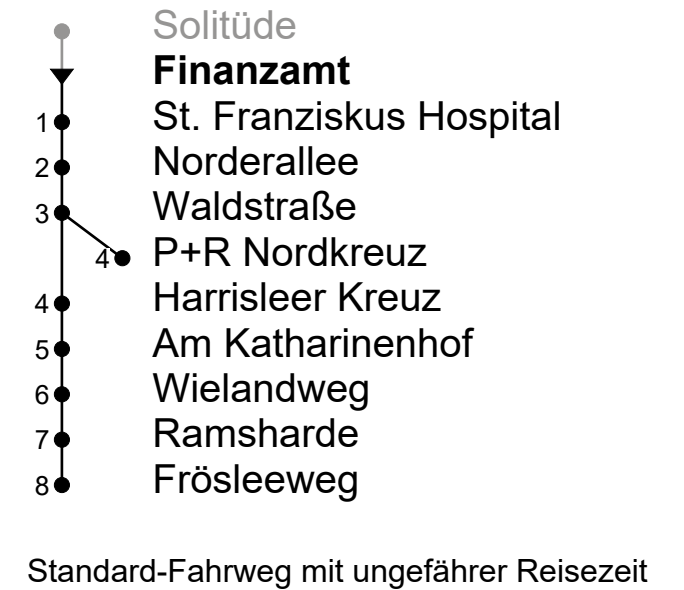 Solitüde
Finanzamt
1 St. Franziskus Hospital
2 Norderallee
3 Waldstraße
4 P+R Nordkreuz
4 Harrisleer Kreuz
5 Am Katharinenhof
6 Wielandweg
7 Ramsharde
8 Frösleeweg
Standard-Fahrweg mit ungefährer Reisezeit